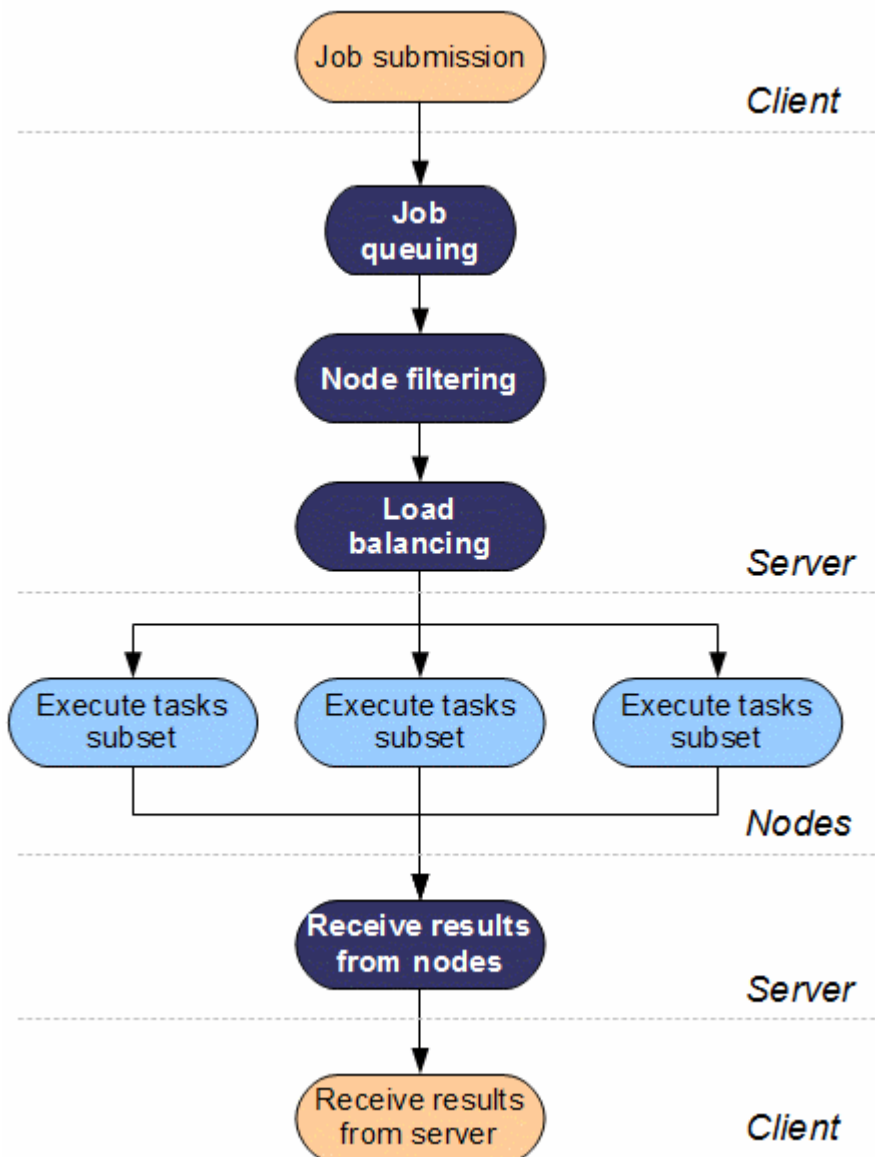 Job submission
Client
Job
queuing
Node filtering
Load
balancing
Server
Execute tasks
subset
Execute tasks
subset
Execute tasks
subset
Nodes
Receive results
from nodes
Server
Receive results
from server
Client